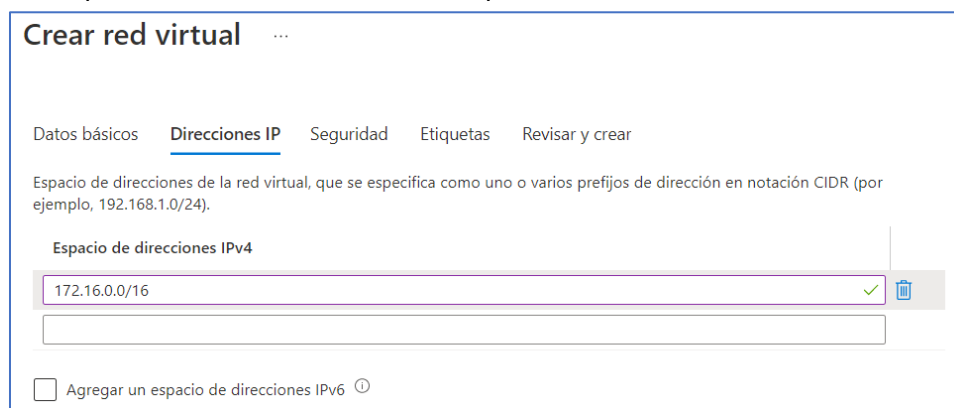 Crear red virtual ...
Datos básicos Direcciones IP Seguridad Etiquetas Revisar y crear
Espacio de direcciones de la red virtual, que se especifica como uno o varios prefijos de dirección en notación CIDR (por
ejemplo, 192.168.1.0/24).
Espacio de direcciones IPv4
172.16.0.0/16
Agregar un espacio de direcciones IPv6